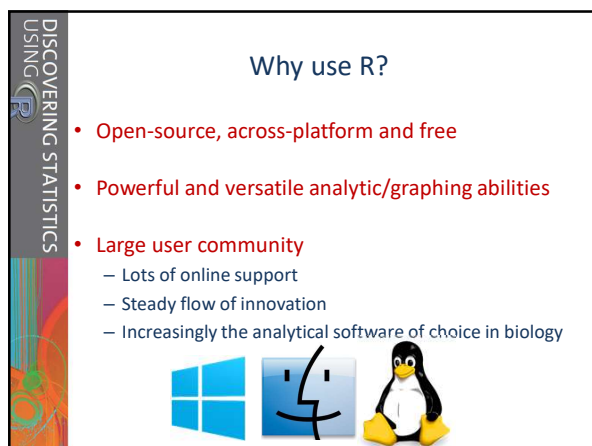 DISCOVERING STATISTICS
USING R
Why use R?
• Open-source, across-platform and free
• Powerful and versatile analytic/graphing abilities
• Large user community
– Lots of online support
– Steady flow of innovation
– Increasingly the analytical software of choice in biology